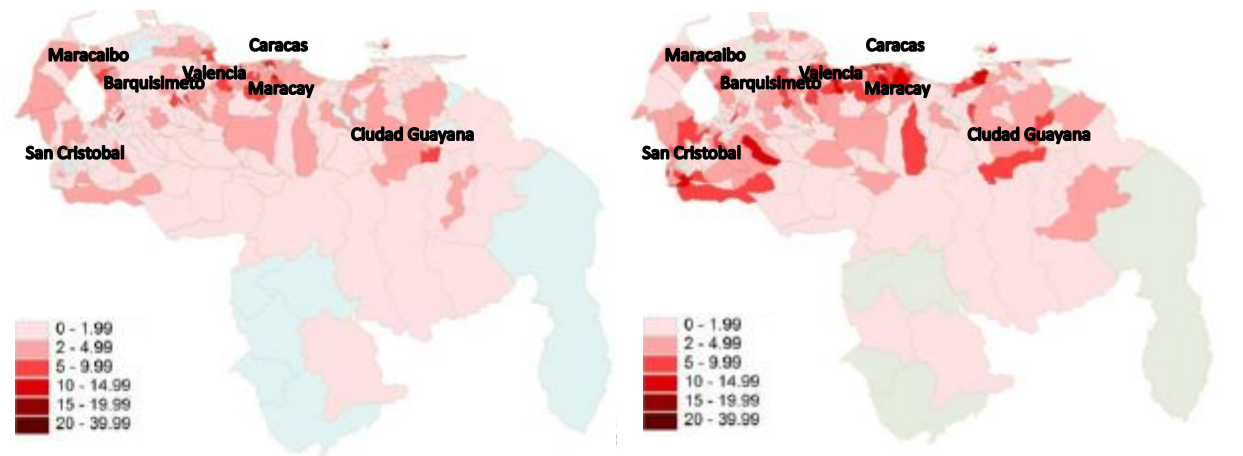 Maracaibo
Caracas
Valencia
Barquisimeto
Maracay
Ciudad Guayana
San Cristobal
0 - 1.99
2 - 4.99
5 - 9.99
10 - 14.99
15 - 19.99
20 - 39.99
Maracaibo
Caracas
Valencia
Barquisimeto
Maracay
Ciudad Guayana
San Cristobal
0 - 1.99
2 - 4.99
5 - 9.99
10 - 14.99
15 - 19.99
20 - 39.99